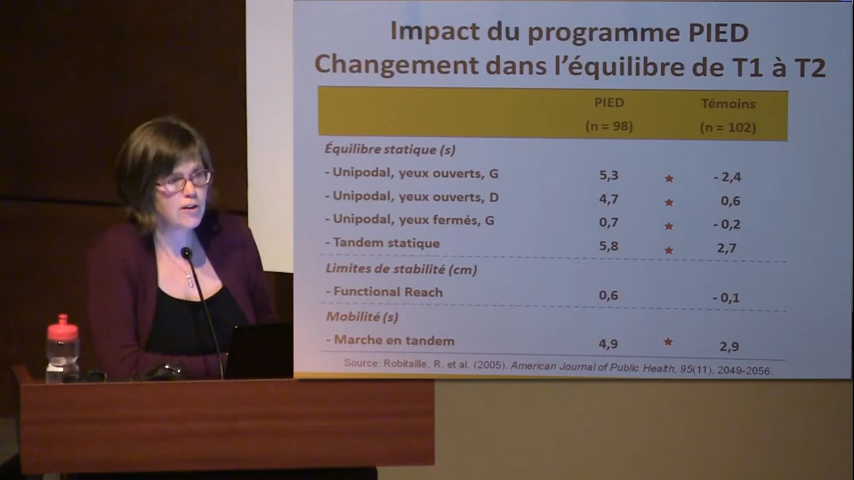 Impact du programme PIED
Changement dans l'équilibre de T1 à T2
PIED Témoins
(n = 98) (n = 102)
Équilibre statique (s)
- Unipodal, yeux ouverts, G 5,3 ★ - 2,4
- Unipodal, yeux ouverts, D 4,7 ★ 0,6
- Unipodal, yeux fermés, G 0,7 ★ - 0,2
- Tandem statique 5,8 ★ 2,7
Limites de stabilité (cm)
- Functional Reach 0,6 - 0,1
Mobilité (s)
- Marche en tandem 4,9 ★ 2,9
Source: Robitaille, R. et al. (2005). American Journal of Public Health, 95(11), 2049-2056.